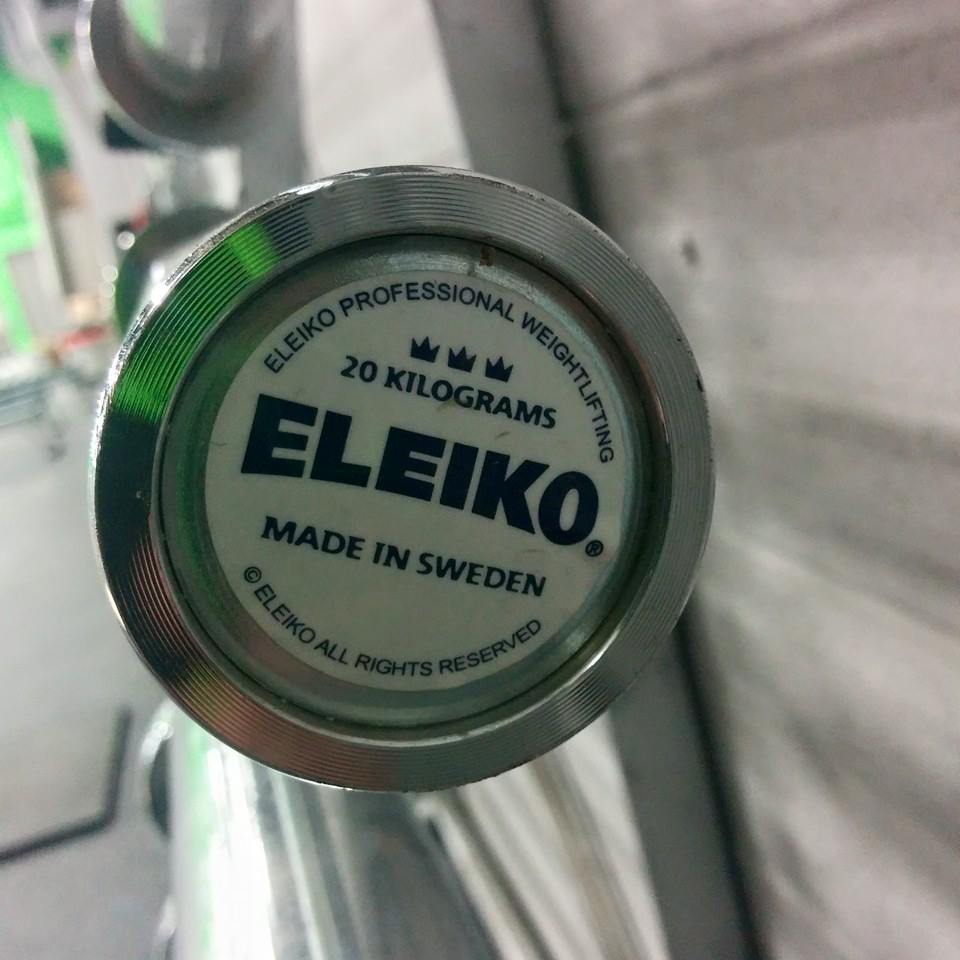 ELEIKO PROFESSIONAL WEIGHTLIFTING
20 KILOGRAMS
ELEIKO®
MADE IN SWEDEN
© ELEIKO ALL RIGHTS RESERVED